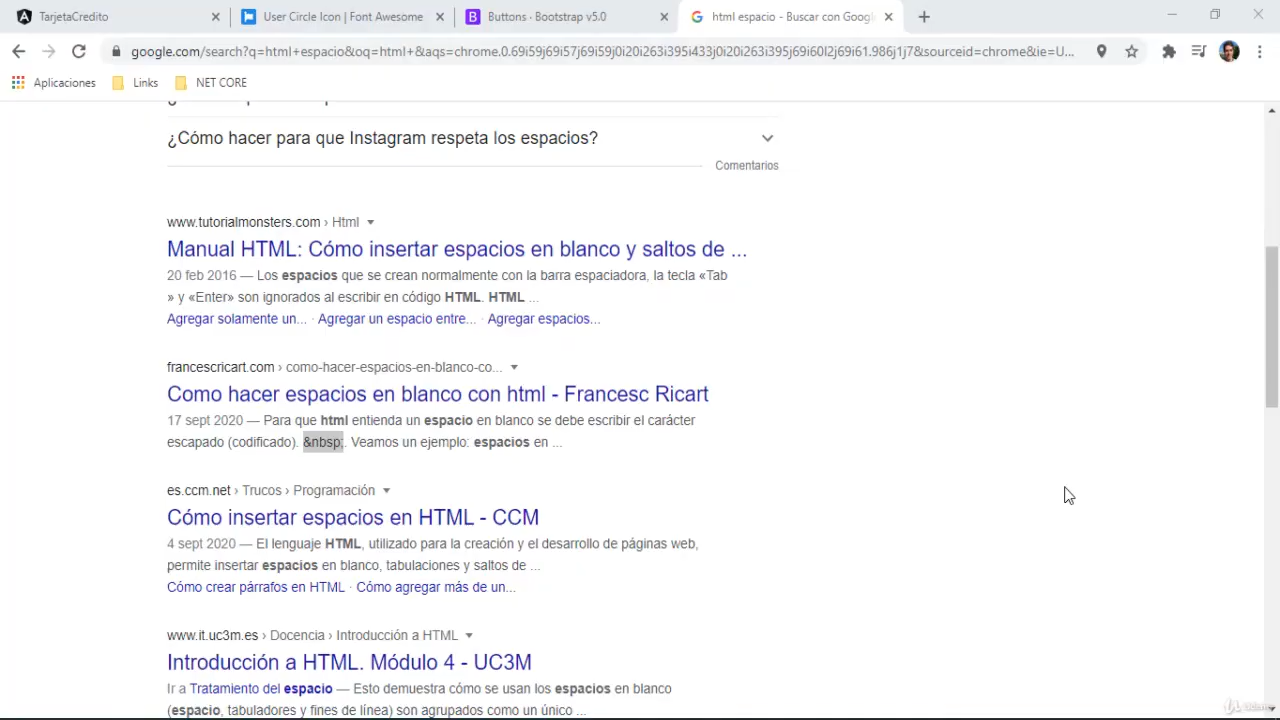 TarjetaCredito
User Circle Icon | Font Awesome
Buttons · Bootstrap v5.0
html espacio - Buscar con Google
google.com/search?q=html+espacio&oq=html+&aqs=chrome.0.69i59j69i57j69i59j0i20i263i395i433j0i20i263i395j69i60l2j69i61.986j1j7&sourceid=chrome&ie=U...
Aplicaciones
Links
NET CORE
¿Cómo hacer para que Instagram respeta los espacios?
Comentarios
www.tutorialmonsters.com › Html
Manual HTML: Cómo insertar espacios en blanco y saltos de ...
20 feb 2016 — Los espacios que se crean normalmente con la barra espaciadora, la tecla «Tab
» y «Enter» son ignorados al escribir en código HTML. HTML ...
Agregar solamente un... · Agregar un espacio entre... · Agregar espacios...
francescricart.com › como-hacer-espacios-en-blanco-co...
Como hacer espacios en blanco con html - Francesc Ricart
17 sept 2020 — Para que html entienda un espacio en blanco se debe escribir el carácter
escapado (codificado). &nbsp;. Veamos un ejemplo: espacios en ...
es.ccm.net › Trucos › Programación
Cómo insertar espacios en HTML - CCM
4 sept 2020 — El lenguaje HTML, utilizado para la creación y el desarrollo de páginas web,
permite insertar espacios en blanco, tabulaciones y saltos de ...
Cómo crear párrafos en HTML · Cómo agregar más de un...
www.it.uc3m.es › Docencia › Introducción a HTML
Introducción a HTML. Módulo 4 - UC3M
Ir a Tratamiento del espacio — Esto demuestra cómo se usan los espacios en blanco
(espacio, tabuladores y fines de línea) son agrupados como un único ...